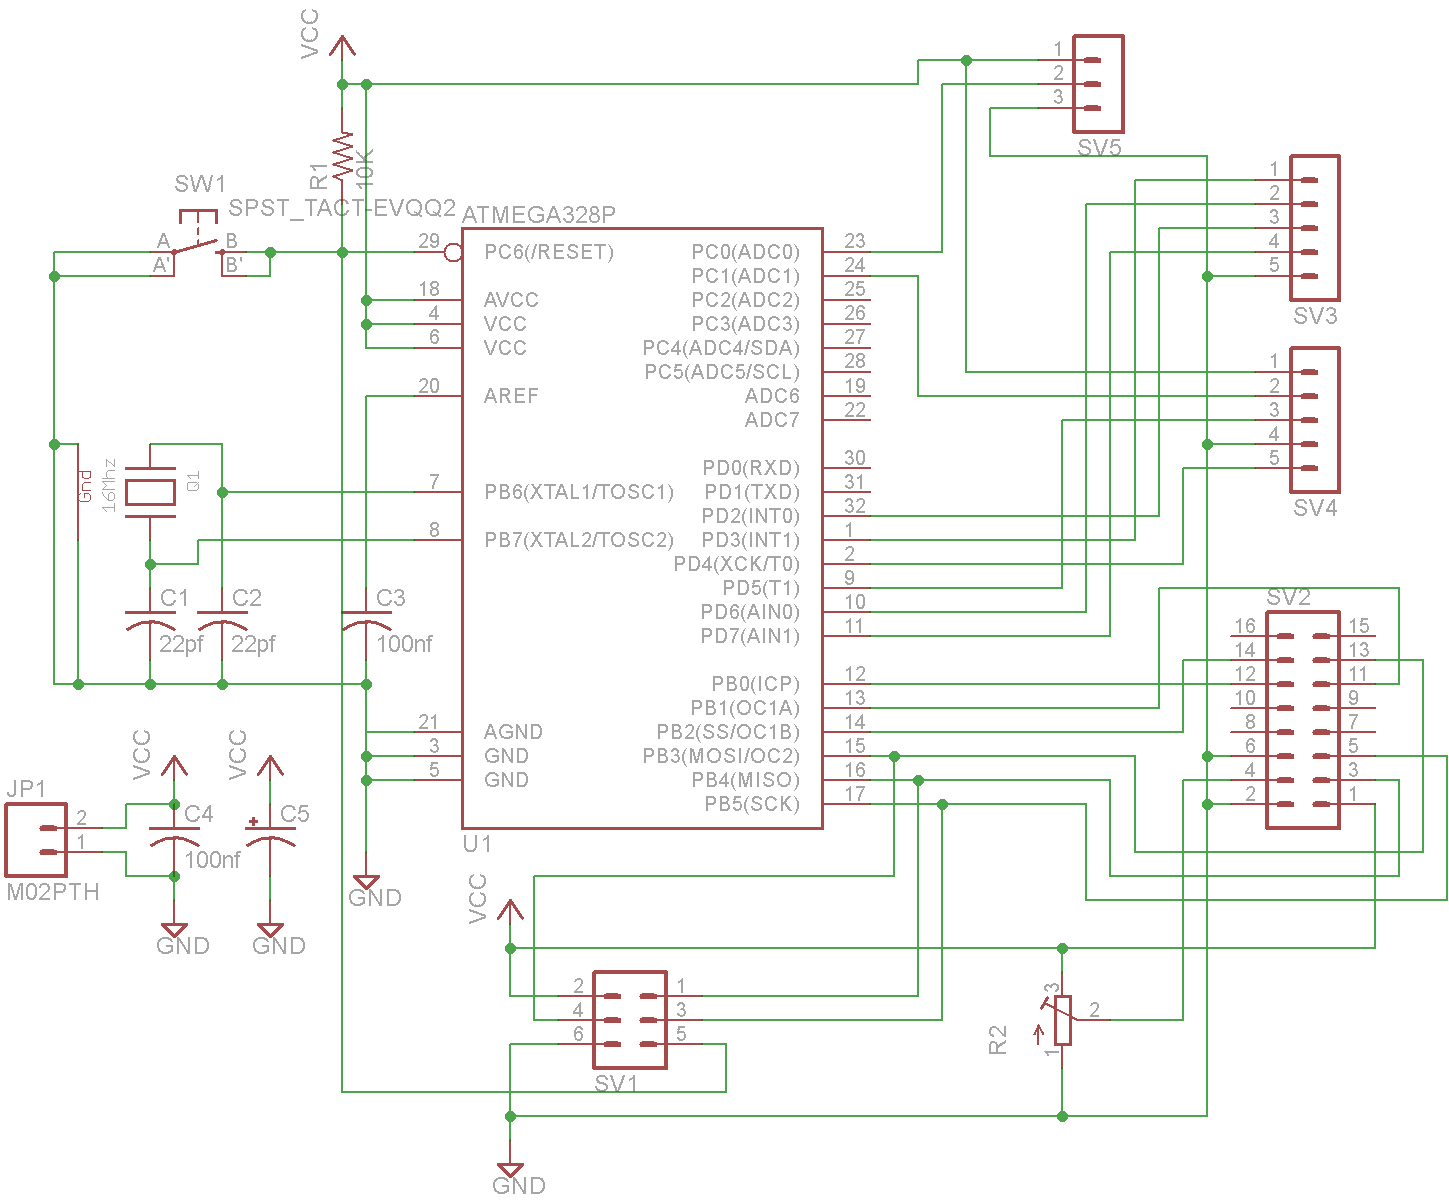 VCC
R1
10K
SW1
SPST_TACT-EVQQ2
A
B
A'
B'
ATMEGA328P
29 PC6(/RESET) PC0(ADC0) 23
PC1(ADC1) 24
18 AVCC PC2(ADC2) 25
4 VCC PC3(ADC3) 26
6 VCC PC4(ADC4/SDA) 27
PC5(ADC5/SCL) 28
20 AREF ADC6 19
ADC7 22
PD0(RXD) 30
7 PB6(XTAL1/TOSC1) PD1(TXD) 31
PD2(INT0) 32
8 PB7(XTAL2/TOSC2) PD3(INT1) 1
PD4(XCK/T0) 2
PD5(T1) 9
PD6(AIN0) 10
PD7(AIN1) 11
PB0(ICP) 12
PB1(OC1A) 13
21 AGND PB2(SS/OC1B) 14
3 GND PB3(MOSI/OC2) 15
5 GND PB4(MISO) 16
PB5(SCK) 17
U1
Gnd
16Mhz
Q1
C1
22pf
C2
22pf
C3
100nf
GND
JP1
2
1
M02PTH
VCC
C4
100nf
GND
VCC
+
C5
GND
1
2
3
SV5
1
2
3
4
5
SV3
1
2
3
4
5
SV4
SV2
16 15
14 13
12 11
10 9
8 7
6 5
4 3
2 1
VCC
2 1
4 3
6 5
SV1
GND
R2
3
2
1